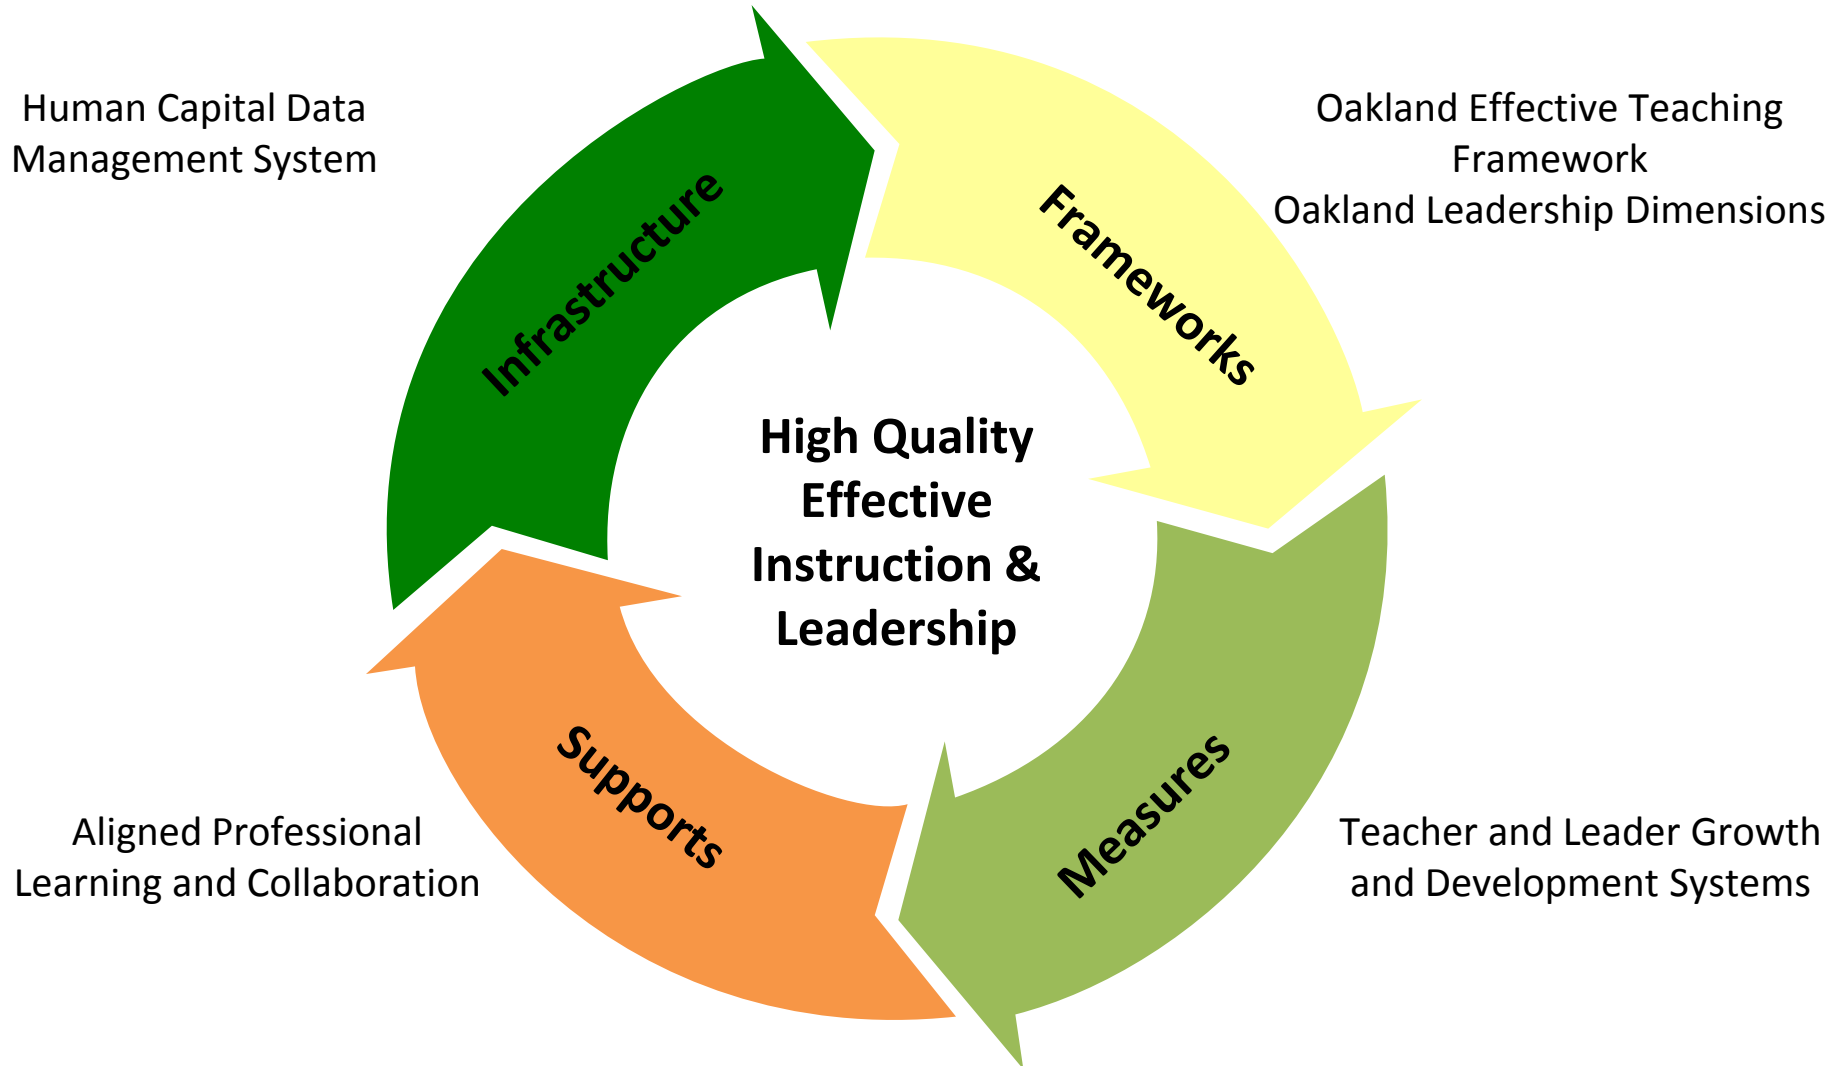 Human Capital Data
Management System
Infrastructure
Frameworks
Oakland Effective Teaching
Framework
Oakland Leadership Dimensions
High Quality
Effective
Instruction &
Leadership
Supports
Aligned Professional
Learning and Collaboration
Measures
Teacher and Leader Growth
and Development Systems